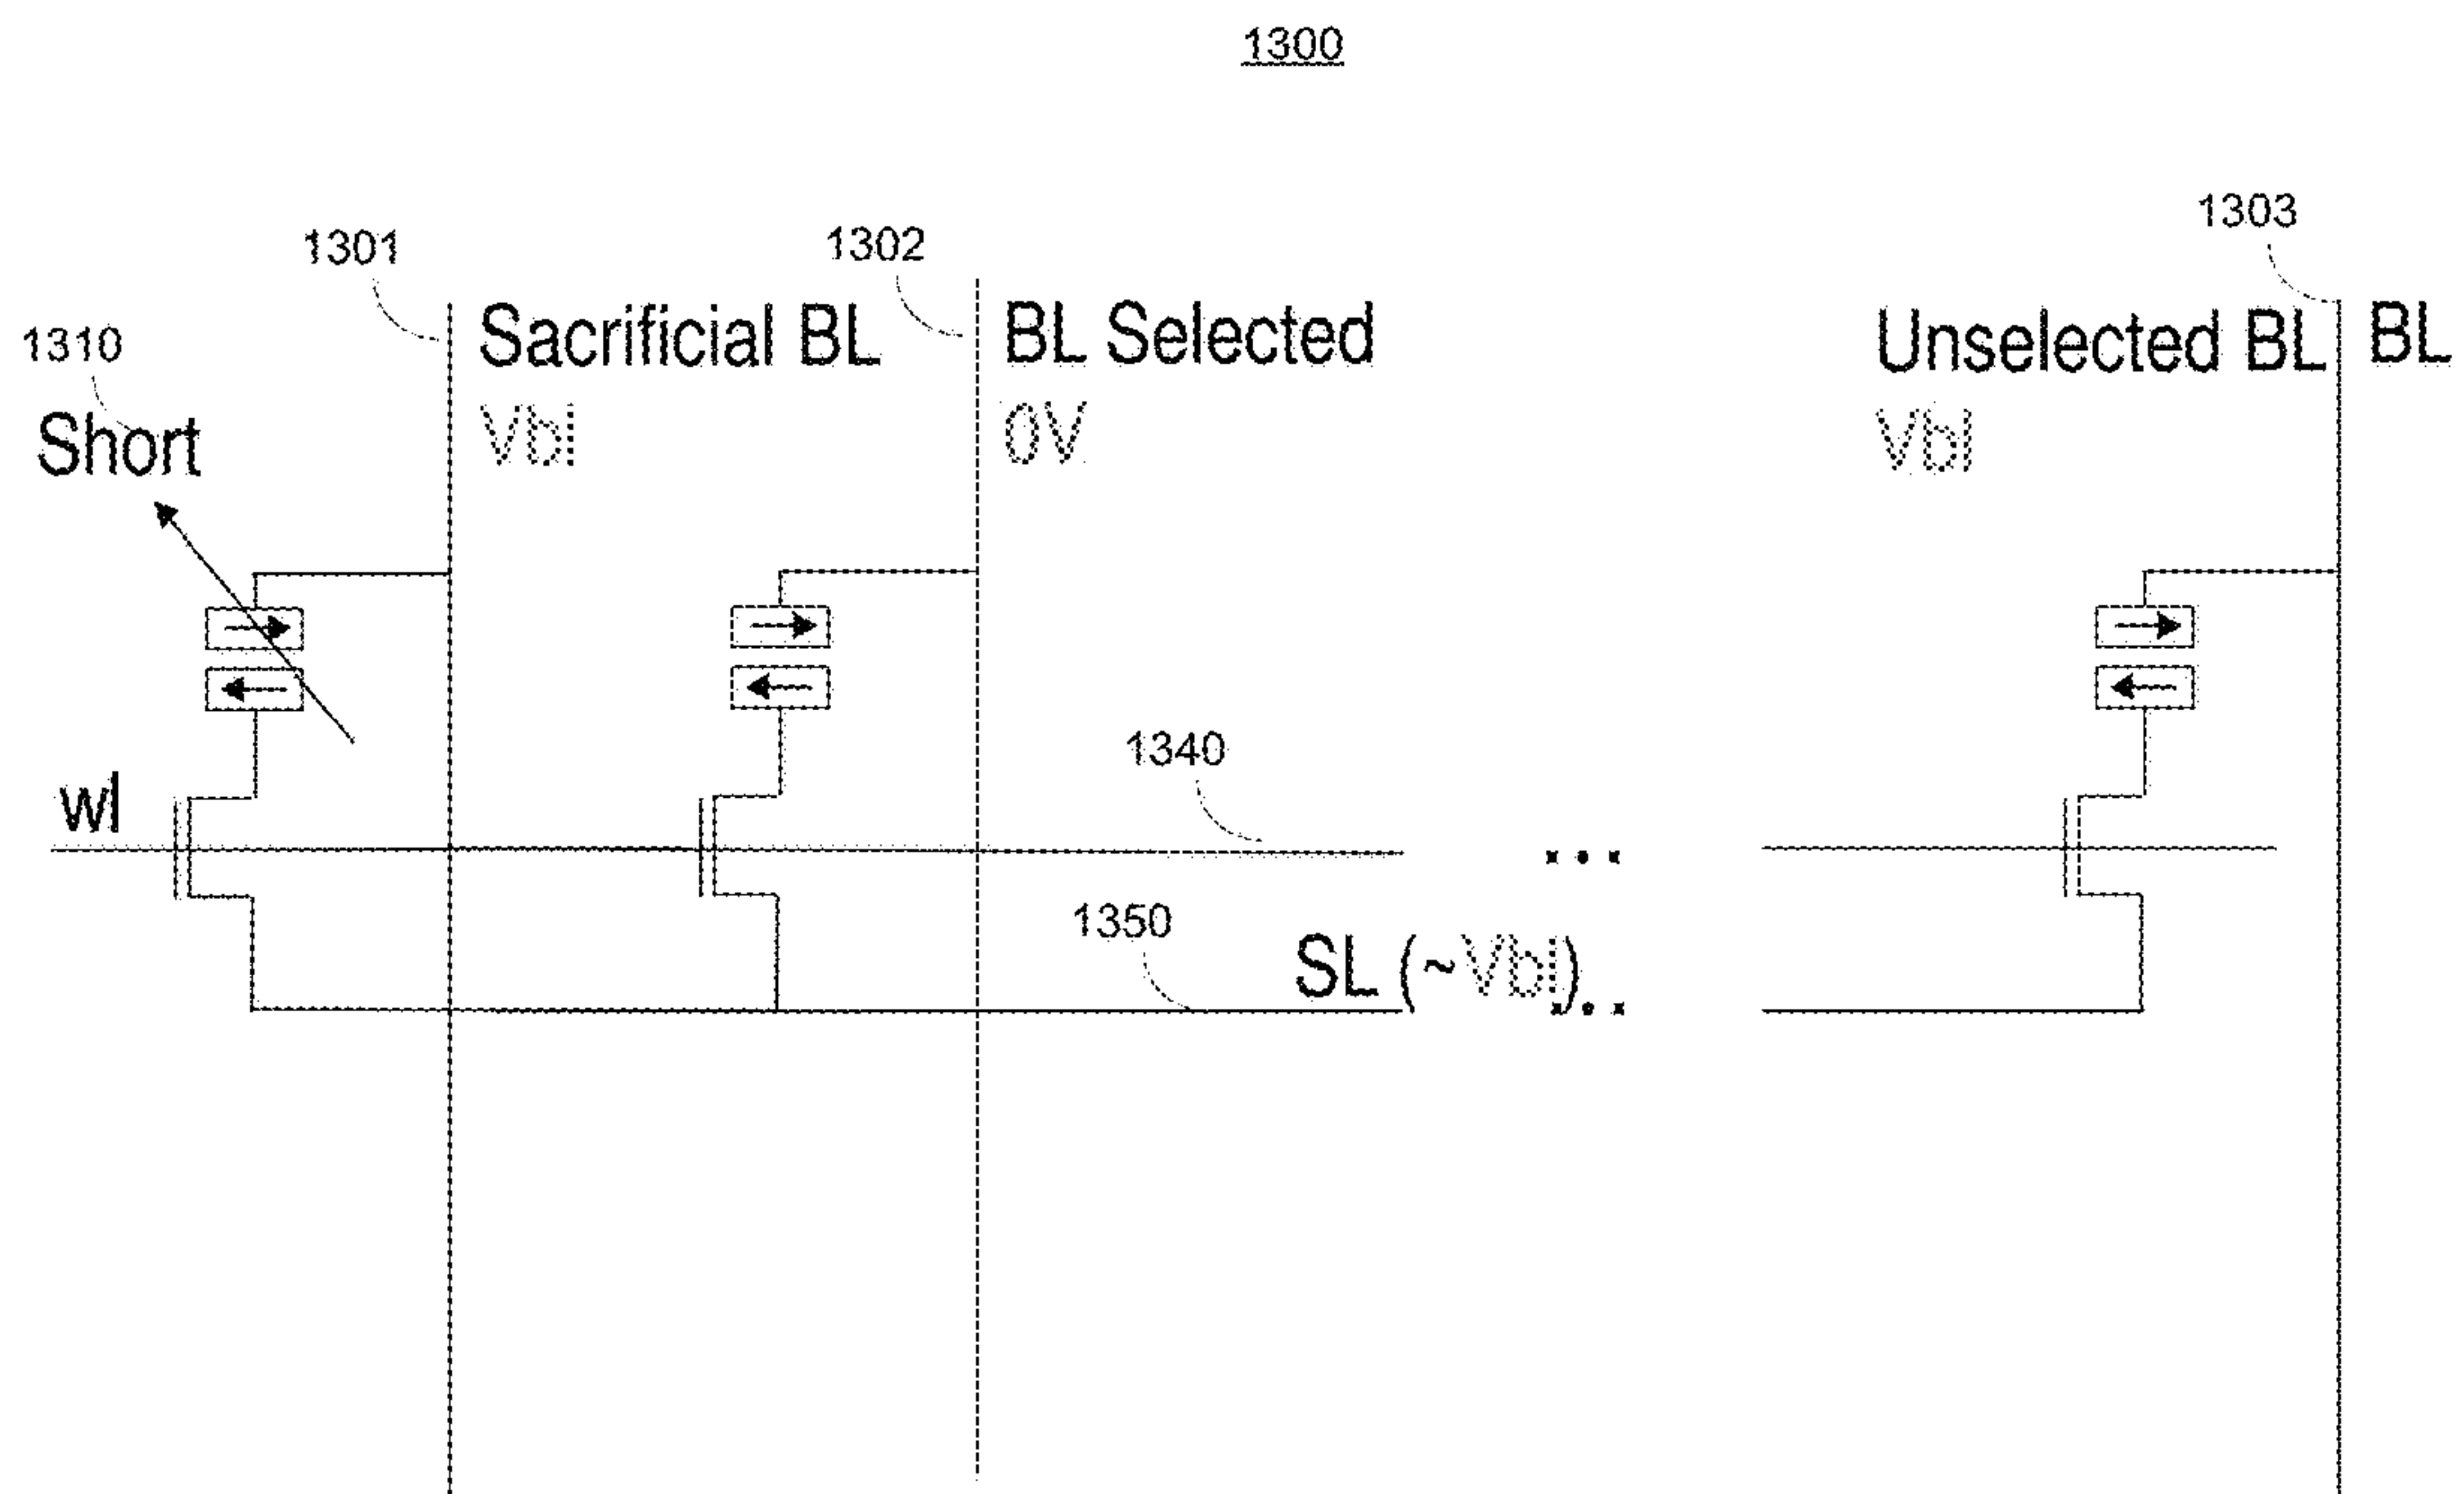 1300
1303
1301
1302
1310
Sacrificial BL
BL Selected
Unselected BL
BL
Short
Vbl
0V
Vbl
1340
wl
1350
SL (~Vbl)